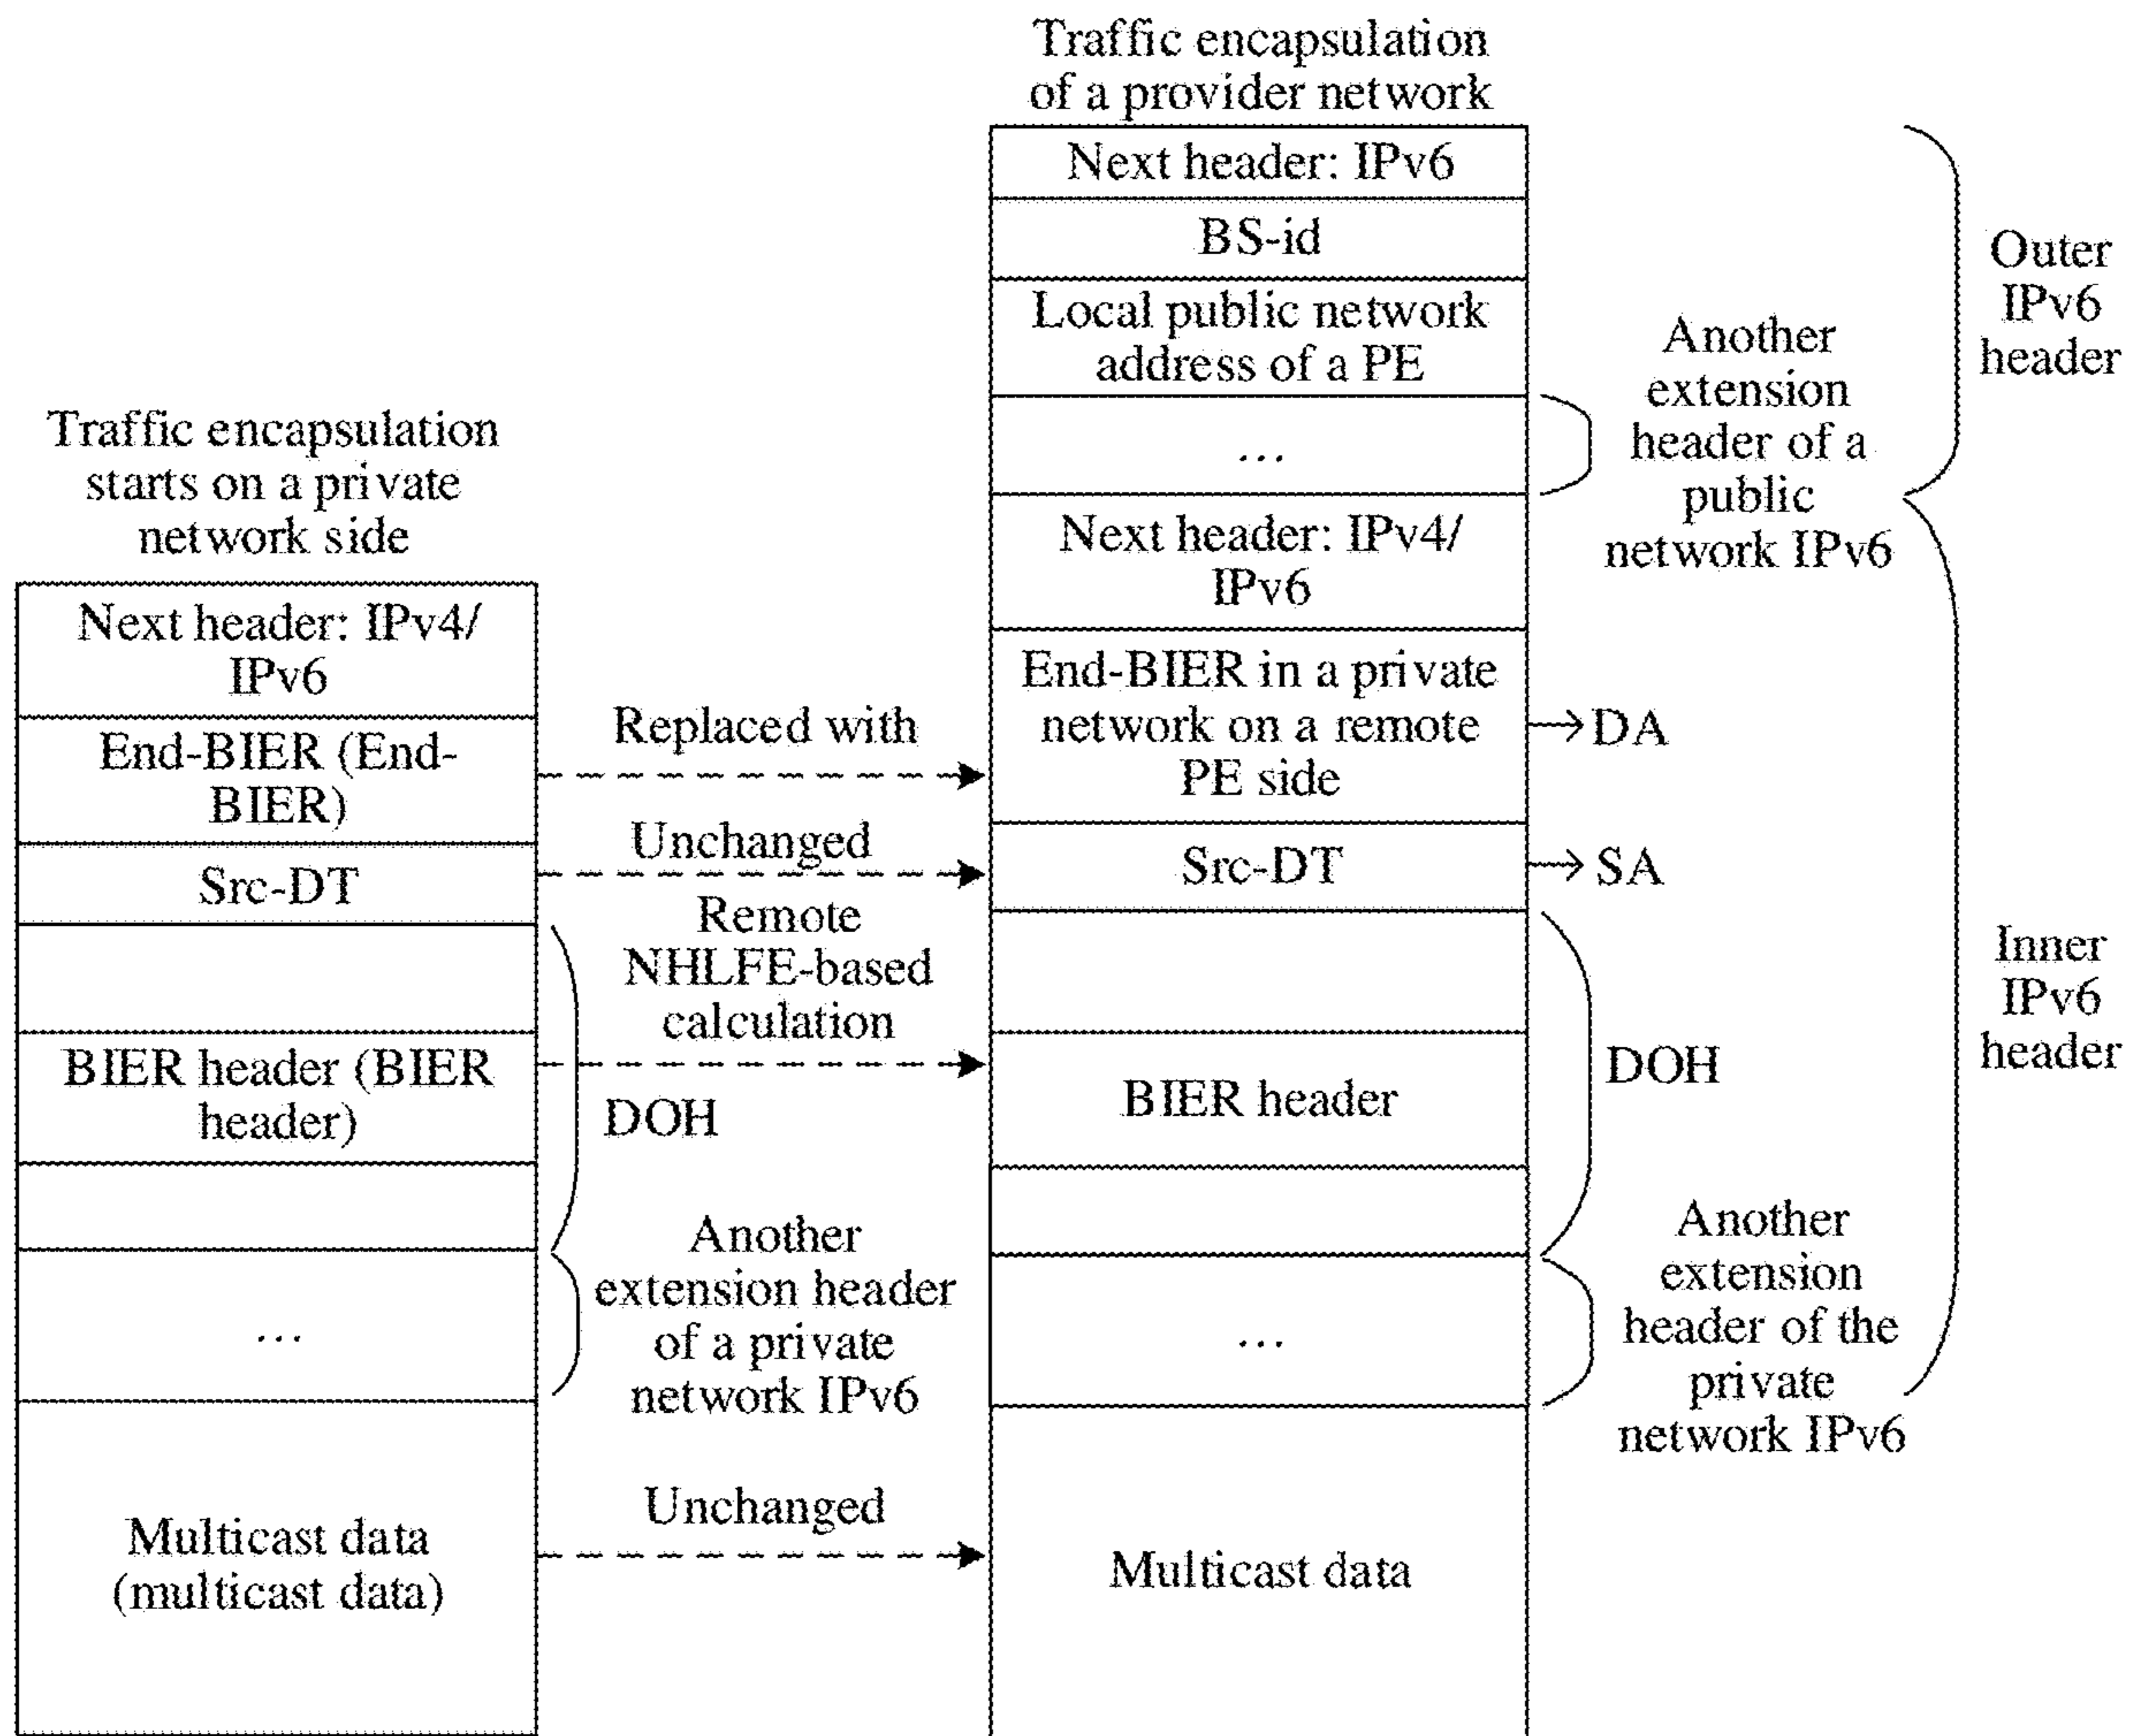 Traffic encapsulation
starts on a private
network side
Next header: IPv4/
IPv6
End-BIER (End-
BIER)
Src-DT
BIER header (BIER
header)
...
Multicast data
(multicast data)
DOH
Another
extension header
of a private
network IPv6
Replaced with
Unchanged
Remote
NHLFE-based
calculation
Unchanged
Traffic encapsulation
of a provider network
Next header: IPv6
BS-id
Local public network
address of a PE
...
Next header: IPv4/
IPv6
End-BIER in a private
network on a remote
PE side
Src-DT
BIER header
...
Multicast data
Another
extension
header of a
public
network IPv6
DA
SA
DOH
Another
extension
header of the
private
network IPv6
Outer
IPv6
header
Inner
IPv6
header